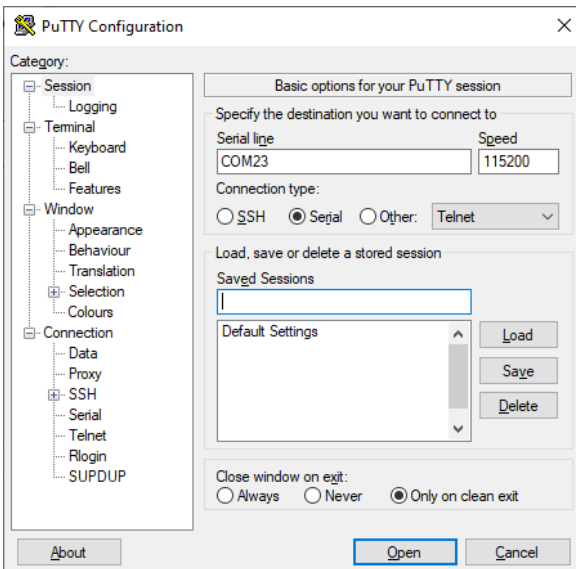 PuTTY Configuration
Category:
Session
Logging
Terminal
Keyboard
Bell
Features
Window
Appearance
Behaviour
Translation
Selection
Colours
Connection
Data
Proxy
SSH
Serial
Telnet
Rlogin
SUPDUP
Basic options for your PuTTY session
Specify the destination you want to connect to
Serial line Speed
COM23 115200
Connection type:
SSH Serial Other: Telnet
Load, save or delete a stored session
Saved Sessions
Default Settings
Load
Save
Delete
Close window on exit:
Always Never Only on clean exit
About Open Cancel